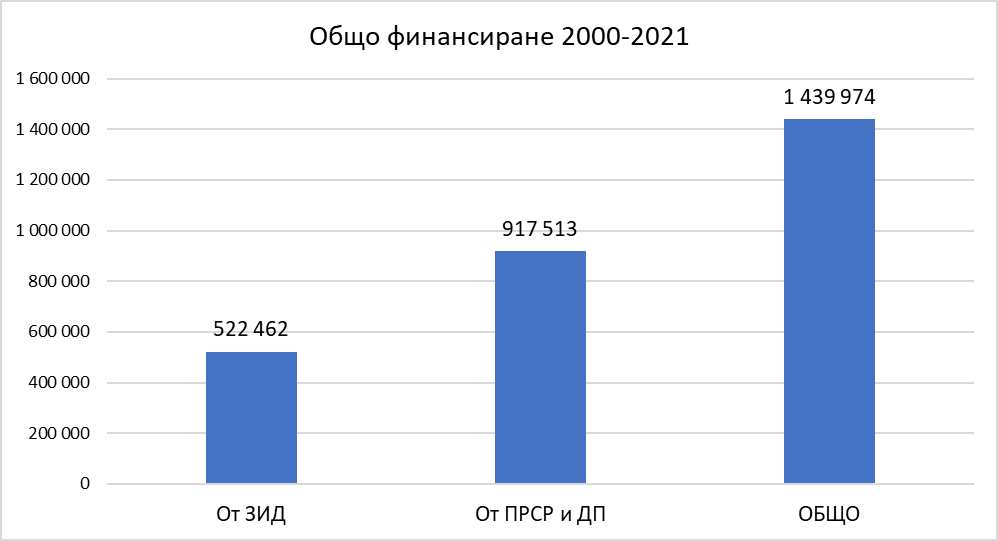 Общо финансиране 2000-2021
1 600 000
1 400 000
1 200 000
1 000 000
800 000
600 000
400 000
200 000
0
522 462
917 513
1 439 974
От ЗИД
От ПРСР и ДП
ОБЩО